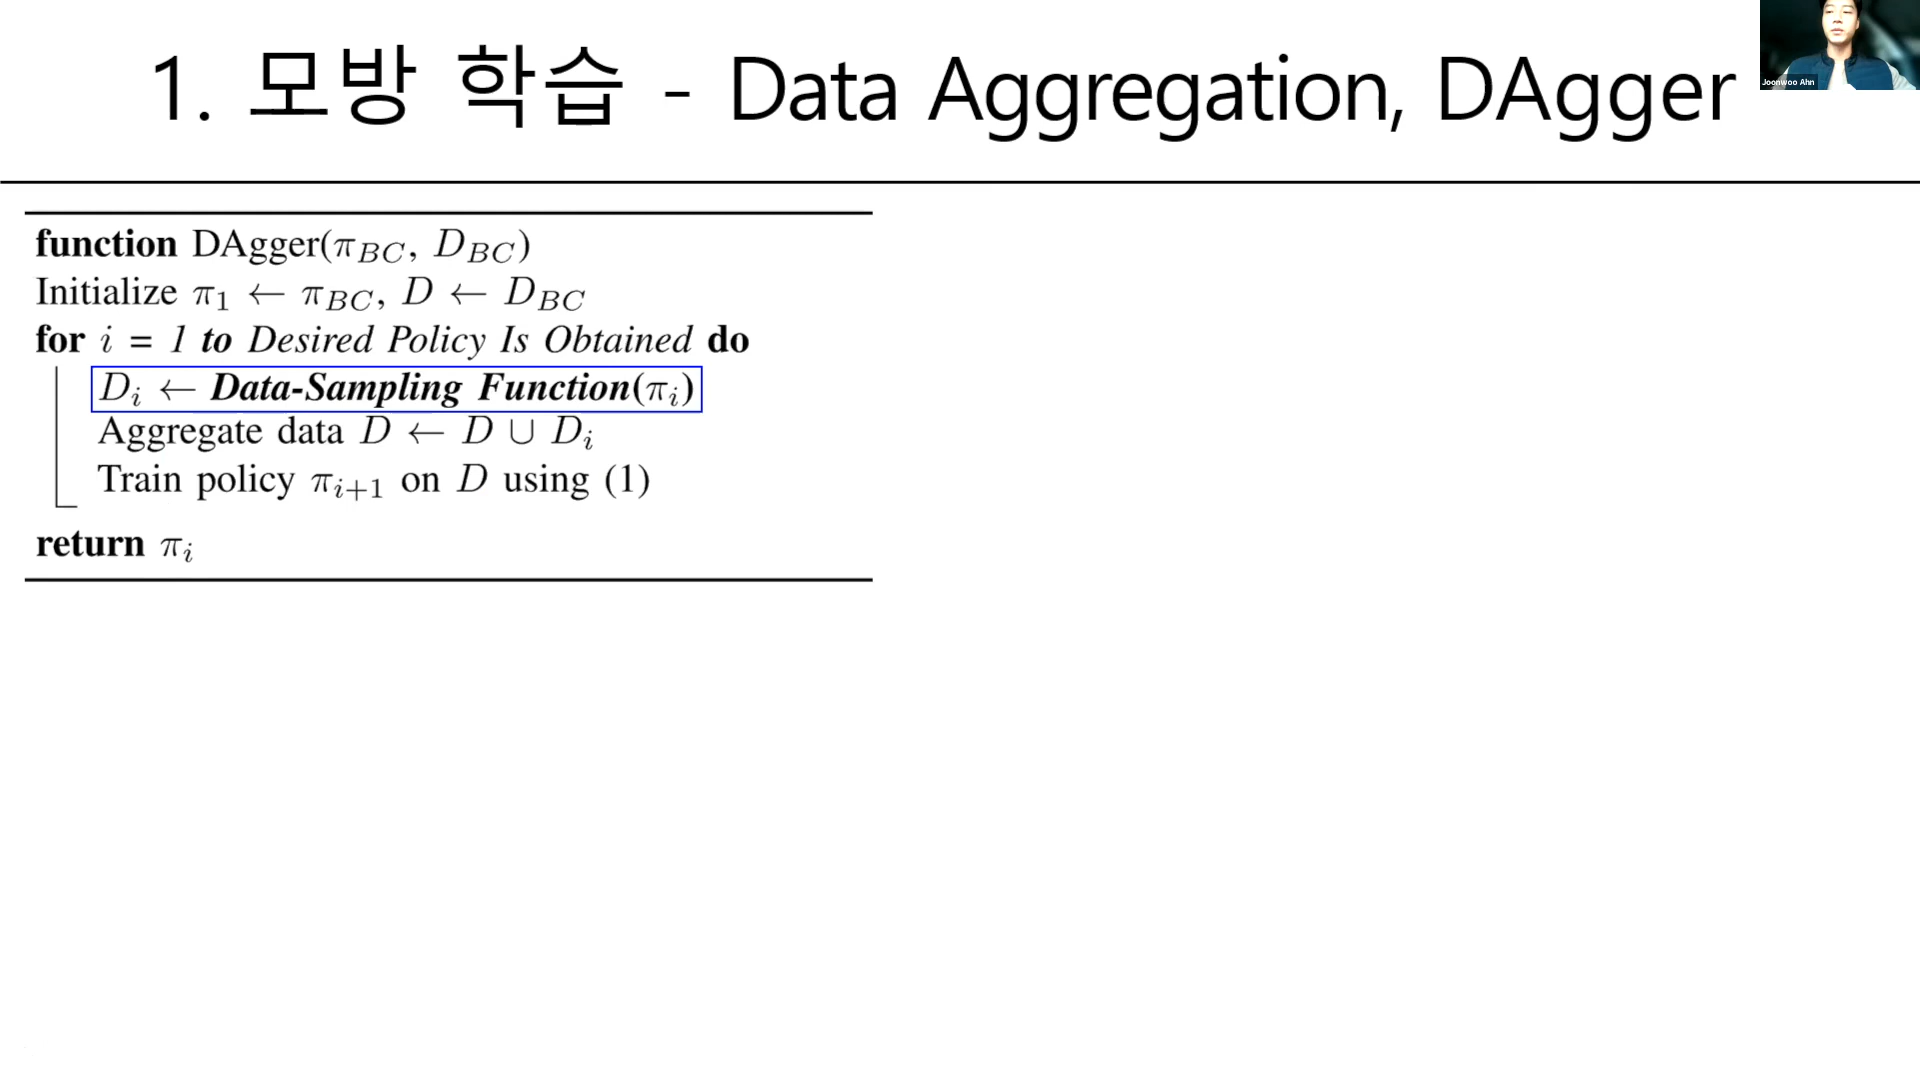 1. 모방 학습 - Data Aggregation, DAgger
Joonwoo Ahn
function DAgger(π_BC, D_BC)
Initialize π_1 ← π_BC, D ← D_BC
for i = 1 to Desired Policy Is Obtained do
D_i ← Data-Sampling Function(π_i)
Aggregate data D ← D ∪ D_i
Train policy π_{i+1} on D using (1)
return π_i